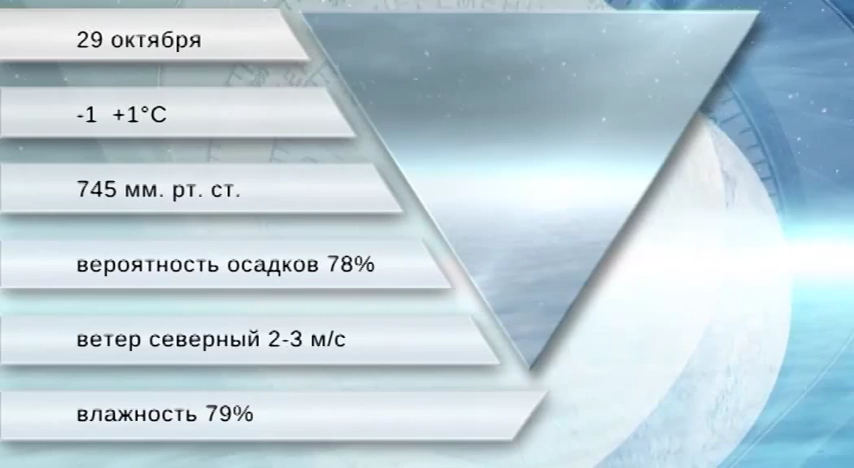 29 октября
-1 +1°C
745 мм. рт. ст.
вероятность осадков 78%
ветер северный 2-3 м/с
влажность 79%